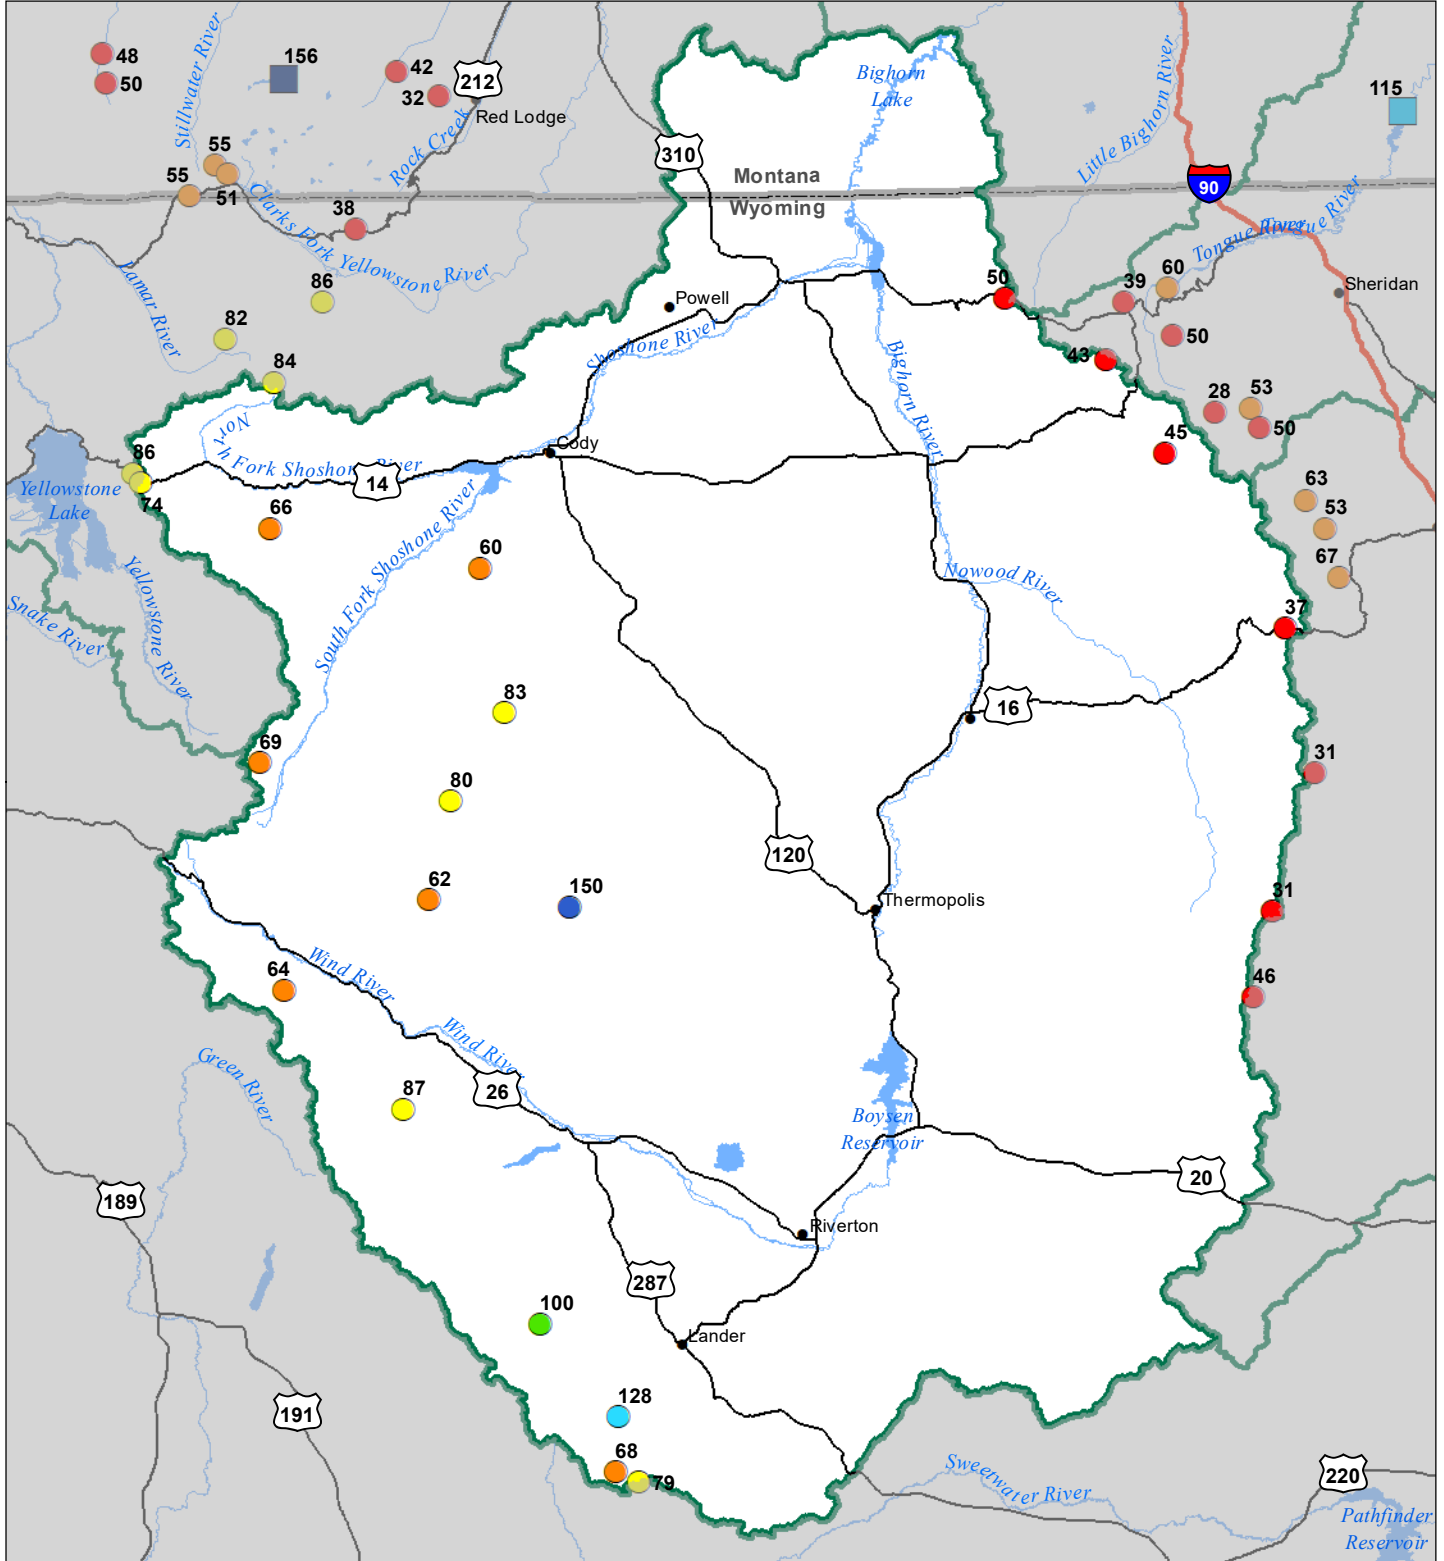 48
50
Stillwater River
156
42
32
212
Red Lodge
Rock Creek
Bighorn
Lake
310
Little Bighorn River
115
55
55
51
Clarks Fork Yellowstone River
38
Montana
Wyoming
90
Tongue River
Tongue River
Lamar River
86
82
84
Powell
Shoshone River
50
39
60
Sheridan
50
43
Bighorn River
28
53
50
45
North Fork Shoshone River
86
74
Yellowstone
Lake
14
Cody
66
60
South Fork Shoshone River
63
53
67
Nowood River
37
Snake River
Yellowstone River
83
16
69
80
31
120
62
150
Thermopolis
31
64
Wind River
46
Wind River
Green River
87
26
Boysen
Reservoir
20
189
Riverton
287
100
Lander
191
128
68
79
Sweetwater River
220
Pathfinder
Reservoir